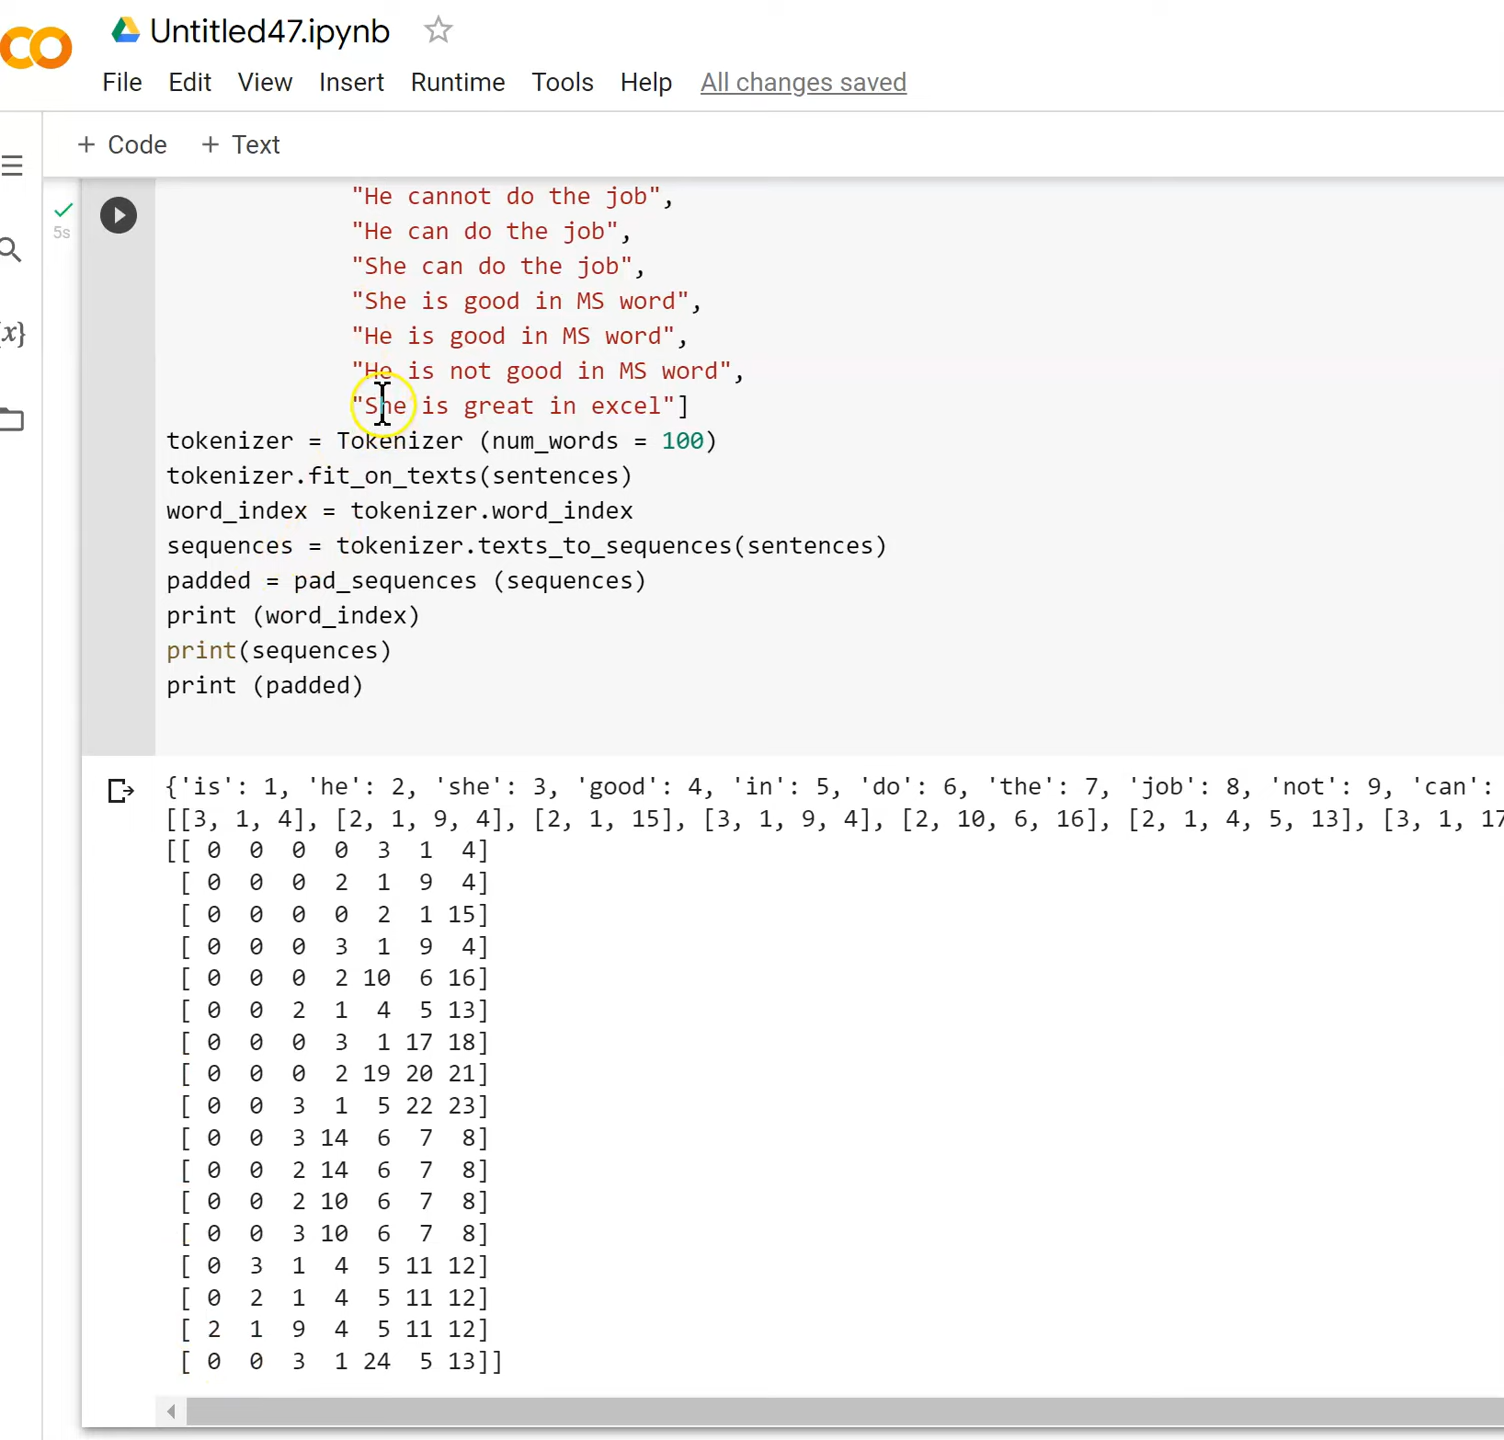 Untitled47.ipynb
File Edit View Insert Runtime Tools Help All changes saved
+ Code + Text
5s
"He cannot do the job",
"He can do the job",
"She can do the job",
"She is good in MS word",
"He is good in MS word",
"He is not good in MS word",
"She is great in excel"]
tokenizer = Tokenizer (num_words = 100)
tokenizer.fit_on_texts(sentences)
word_index = tokenizer.word_index
sequences = tokenizer.texts_to_sequences(sentences)
padded = pad_sequences (sequences)
print (word_index)
print(sequences)
print (padded)
{'is': 1, 'he': 2, 'she': 3, 'good': 4, 'in': 5, 'do': 6, 'the': 7, 'job': 8, 'not': 9, 'can':
[[3, 1, 4], [2, 1, 9, 4], [2, 1, 15], [3, 1, 9, 4], [2, 10, 6, 16], [2, 1, 4, 5, 13], [3, 1, 17
[[ 0 0 0 0 3 1 4]
[ 0 0 0 2 1 9 4]
[ 0 0 0 0 2 1 15]
[ 0 0 0 3 1 9 4]
[ 0 0 0 2 10 6 16]
[ 0 0 2 1 4 5 13]
[ 0 0 0 3 1 17 18]
[ 0 0 0 2 19 20 21]
[ 0 0 3 1 5 22 23]
[ 0 0 3 14 6 7 8]
[ 0 0 2 14 6 7 8]
[ 0 0 2 10 6 7 8]
[ 0 0 3 10 6 7 8]
[ 0 3 1 4 5 11 12]
[ 0 2 1 4 5 11 12]
[ 2 1 9 4 5 11 12]
[ 0 0 3 1 24 5 13]]
{x}